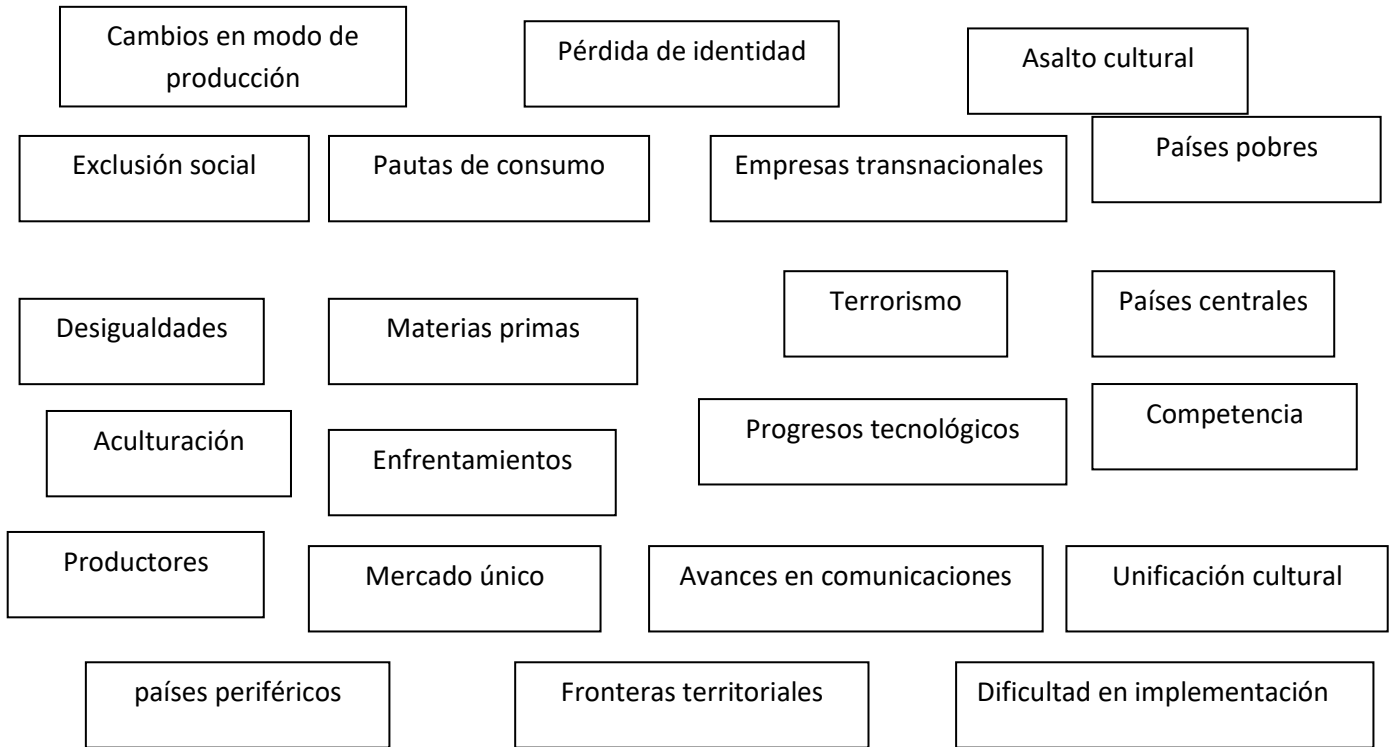 Cambios en modo de
producción
Pérdida de identidad
Asalto cultural
Exclusión social
Pautas de consumo
Empresas transnacionales
Países pobres
Desigualdades
Materias primas
Terrorismo
Países centrales
Aculturación
Enfrentamientos
Progresos tecnológicos
Competencia
Productores
Mercado único
Avances en comunicaciones
Unificación cultural
países periféricos
Fronteras territoriales
Dificultad en implementación